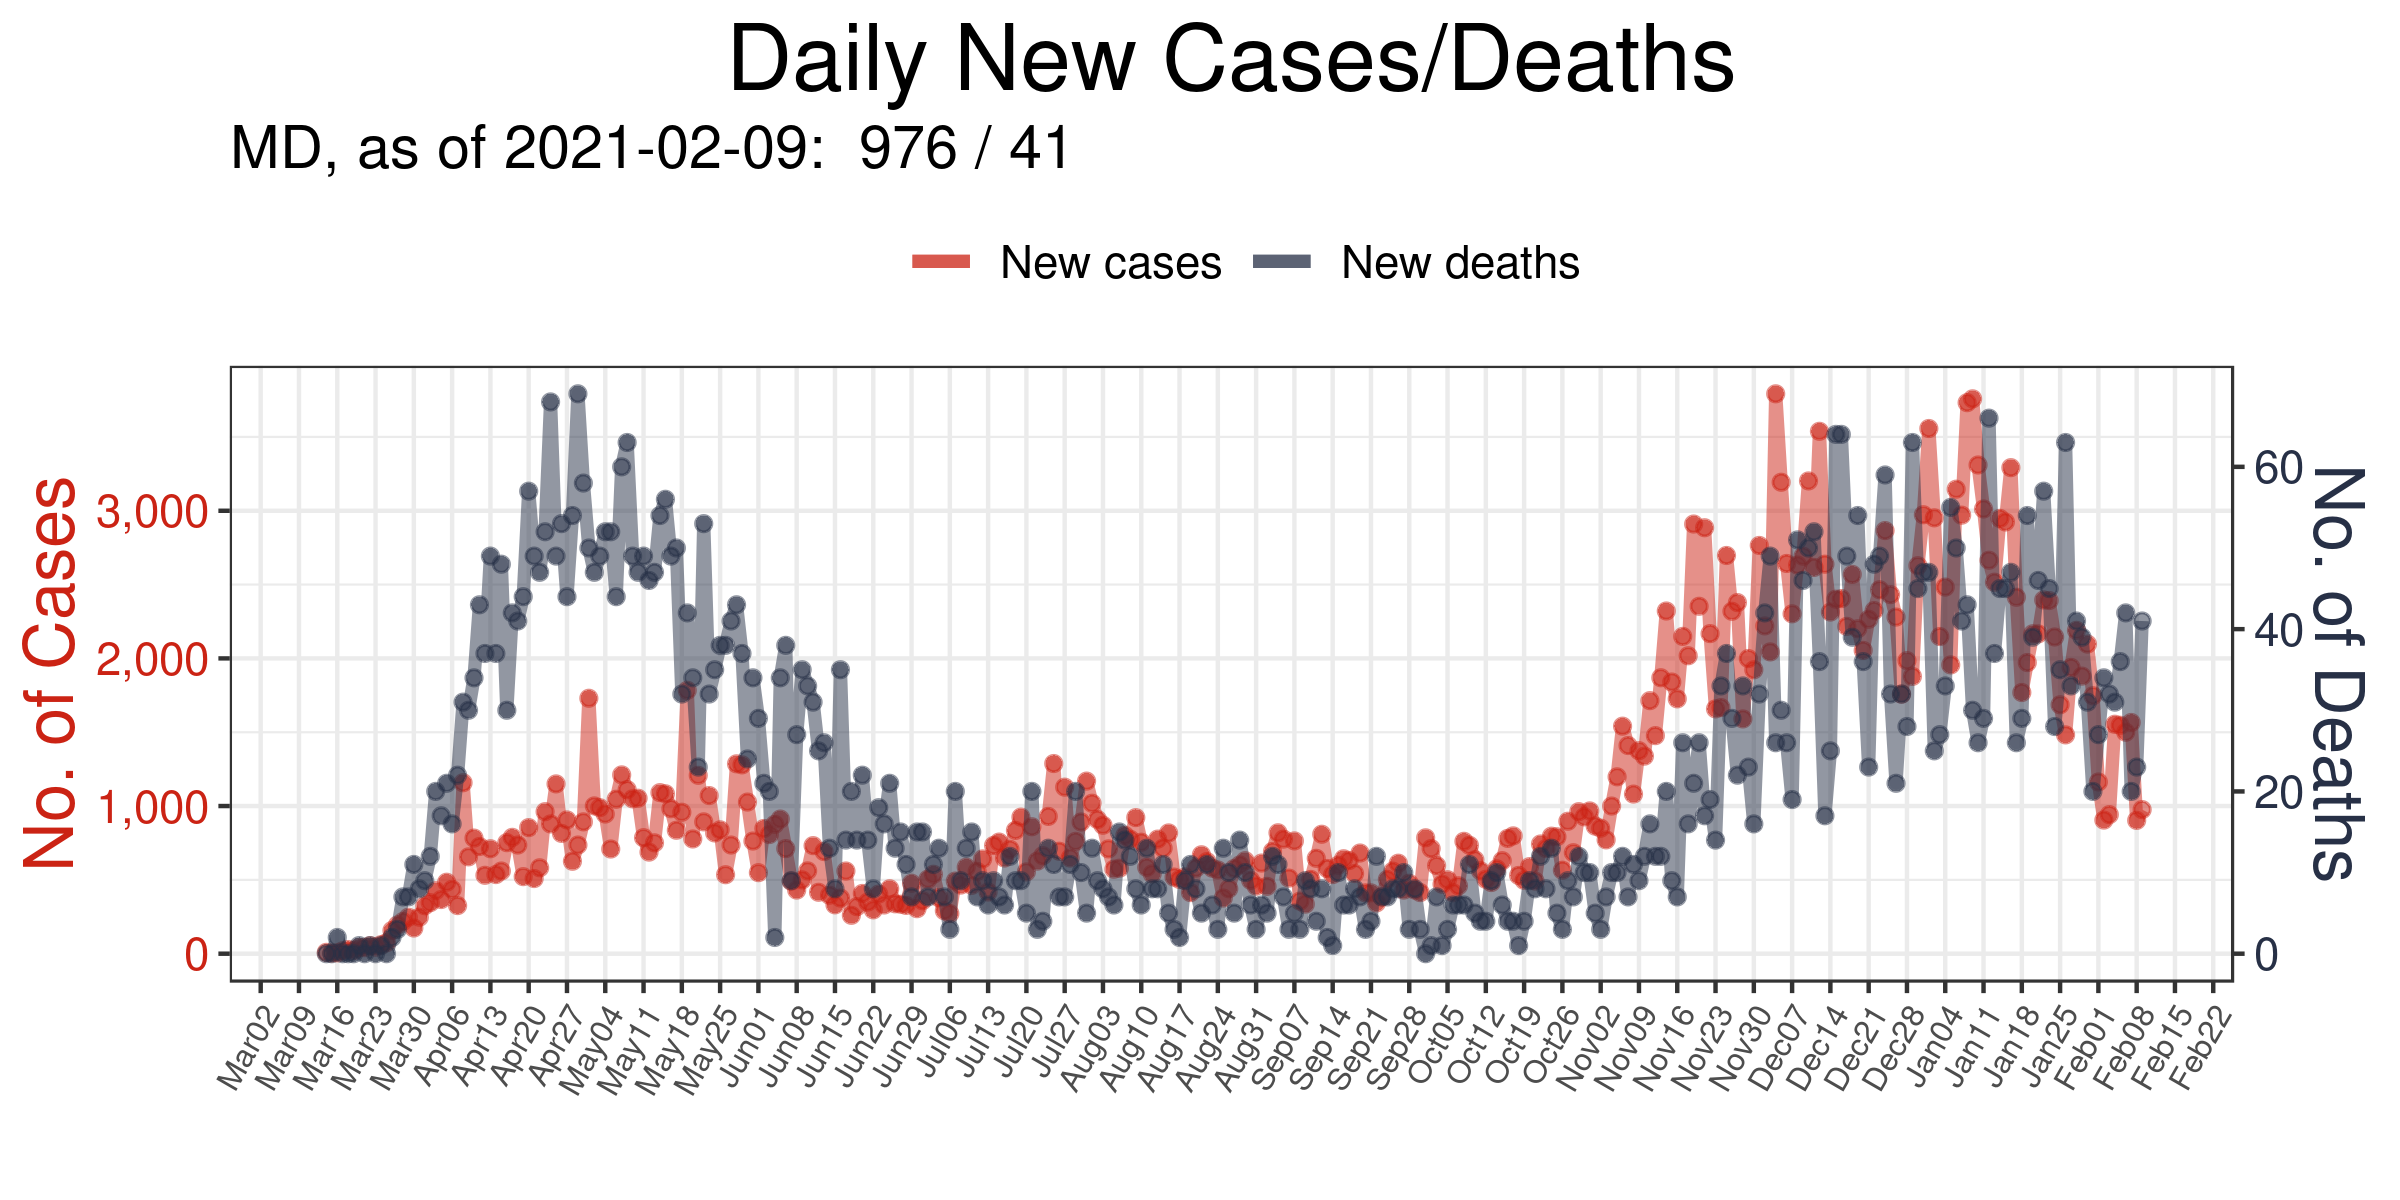 Daily New Cases/Deaths
MD, as of 2021-02-09:  976 / 41
New cases
New deaths
No. of Cases
3,000
2,000
1,000
0
60
40
20
0
No. of Deaths
Mar02
Mar09
Mar16
Mar23
Mar30
Apr06
Apr13
Apr20
Apr27
May04
May11
May18
May25
Jun01
Jun08
Jun15
Jun22
Jun29
Jul06
Jul13
Jul20
Jul27
Aug03
Aug10
Aug17
Aug24
Aug31
Sep07
Sep14
Sep21
Sep28
Oct05
Oct12
Oct19
Oct26
Nov02
Nov09
Nov16
Nov23
Nov30
Dec07
Dec14
Dec21
Dec28
Dec04
Jan11
Jan18
Jan25
Feb01
Feb08
Feb15
Feb22